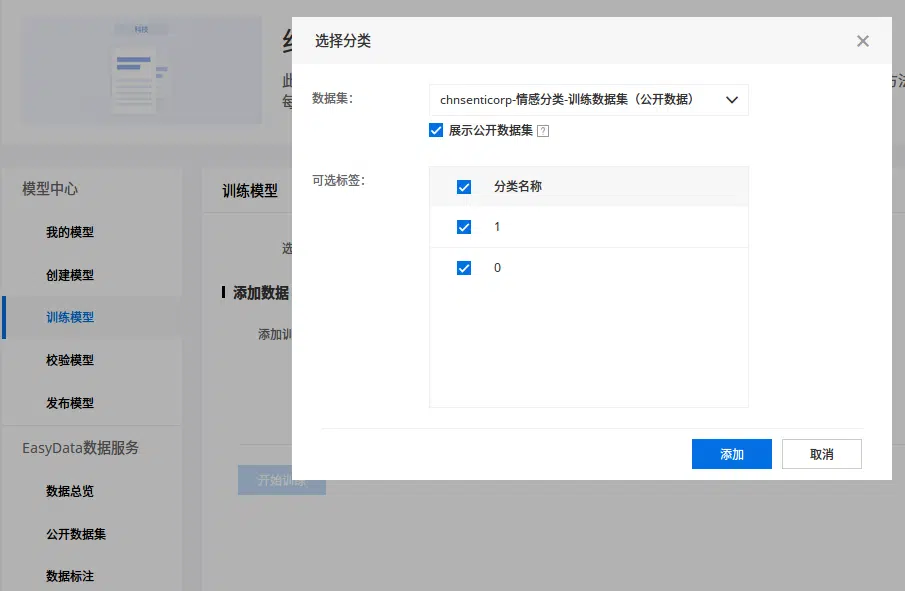 科技
选择分类
此
每
方法
数据集：
chnsenticorp-情感分类-训练数据集（公开数据）
展示公开数据集 ?
可选标签：
分类名称
1
0
添加
取消
模型中心
我的模型
创建模型
训练模型
校验模型
发布模型
EasyData数据服务
数据总览
公开数据集
数据标注
训练模型
选
添加数据
添加训
开始训练